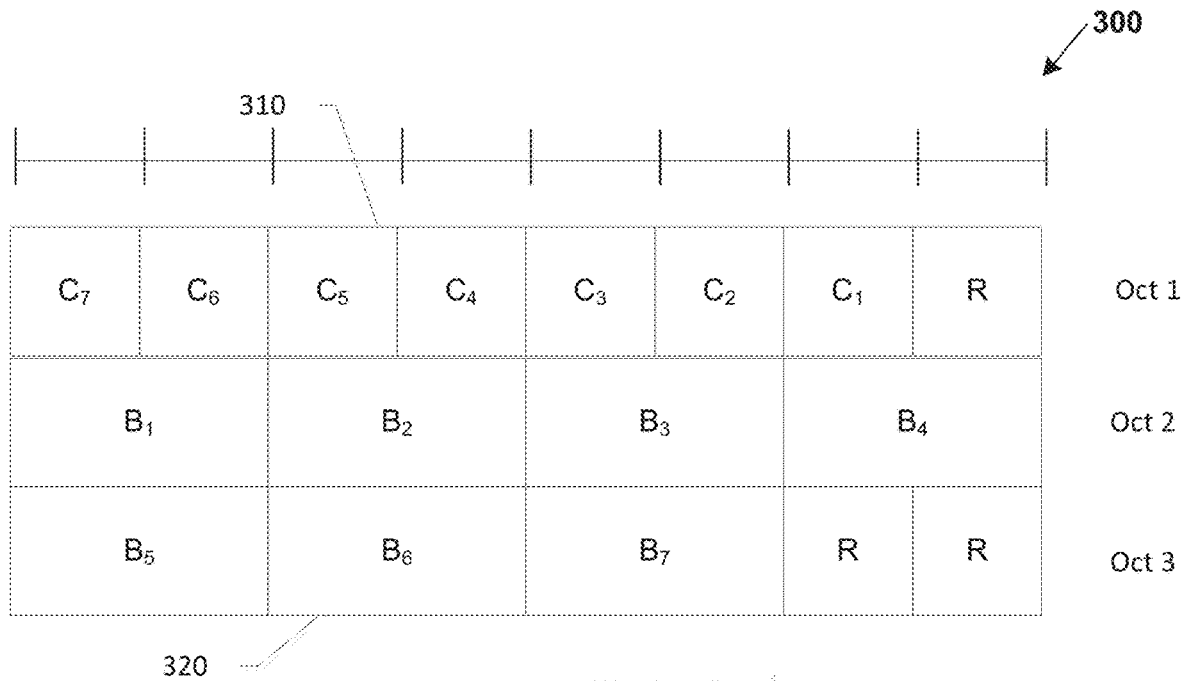 300
310
C₇ C₆ C₅ C₄ C₃ C₂ C₁ R Oct 1
B₁ B₂ B₃ B₄ Oct 2
B₅ B₆ B₇ R R Oct 3
320